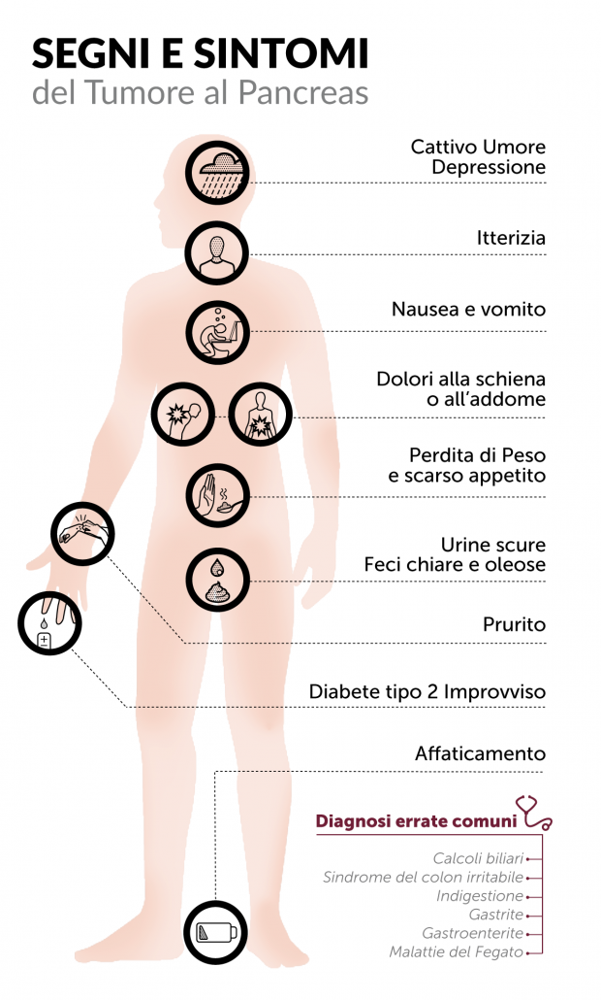 SEGNI E SINTOMI
del Tumore al Pancreas
Cattivo Umore
Depressione
Itterizia
Nausea e vomito
Dolori alla schiena
o all'addome
Perdita di Peso
e scarso appetito
Urine scure
Feci chiare e oleose
Prurito
Diabete tipo 2 Improvviso
Affaticamento
Diagnosi errate comuni
Calcoli biliari
Sindrome del colon irritabile
Indigestione
Gastrite
Gastroenterite
Malattie del Fegato